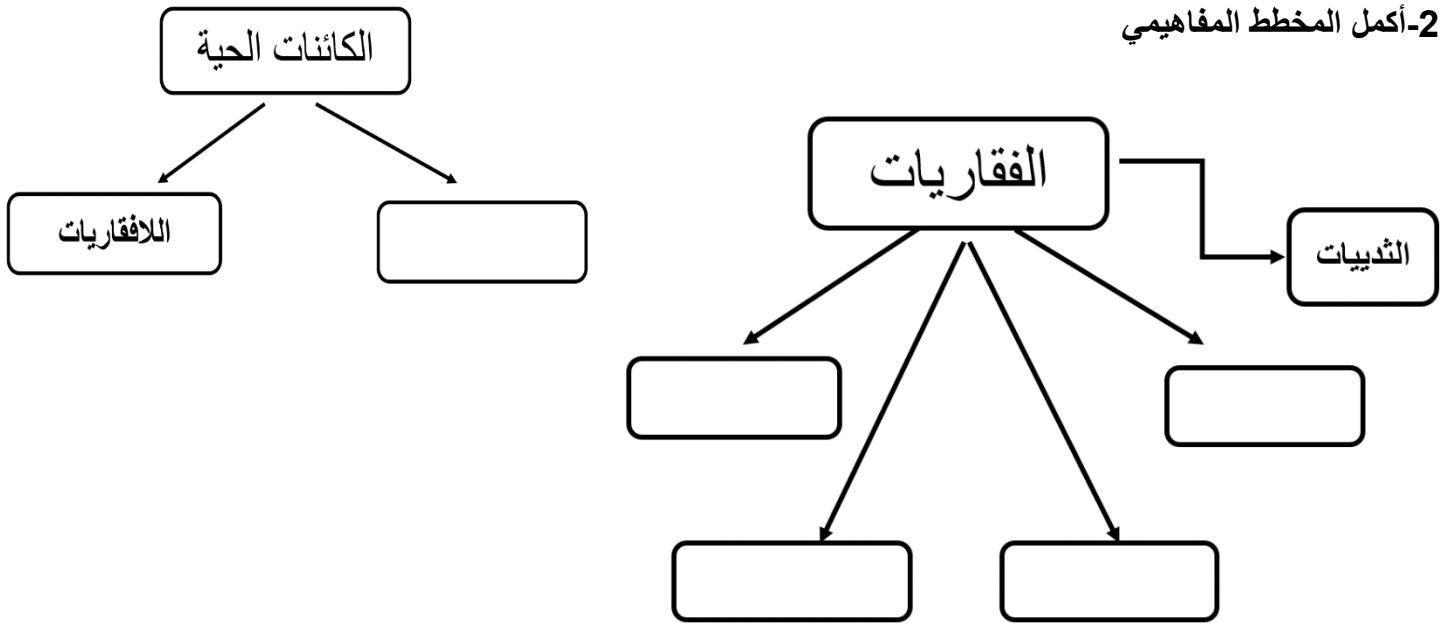 2-أكمل المخطط المفاهيمي
الكائنات الحية
اللافقاريات
الفقاريات
الثدييات